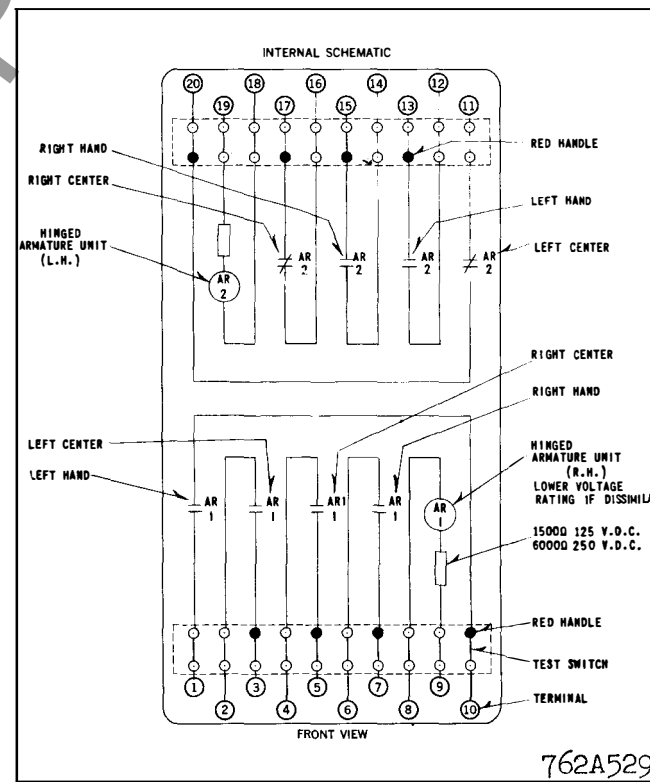 INTERNAL SCHEMATIC
20 18 16 14 12
19 17 15 13 11
RIGHT HAND
RED HANDLE
RIGHT CENTER
LEFT HAND
HINGED
ARMATURE UNIT
(L.H.)
LEFT CENTER
AR
2
AR
2
AR
2
AR
2
AR
2
RIGHT CENTER
RIGHT HAND
LEFT CENTER
LEFT HAND
HINGED
ARMATURE UNIT
(R.H.)
LOWER VOLTAGE
RATING IF DISSIMILA
AR
1
AR
1
AR1
1
AR
1
AR
1
1500Ω 125 V.D.C.
6000Ω 250 V.D.C.
RED HANDLE
TEST SWITCH
1 3 5 7 9
2 4 6 8 10
TERMINAL
FRONT VIEW
762A529